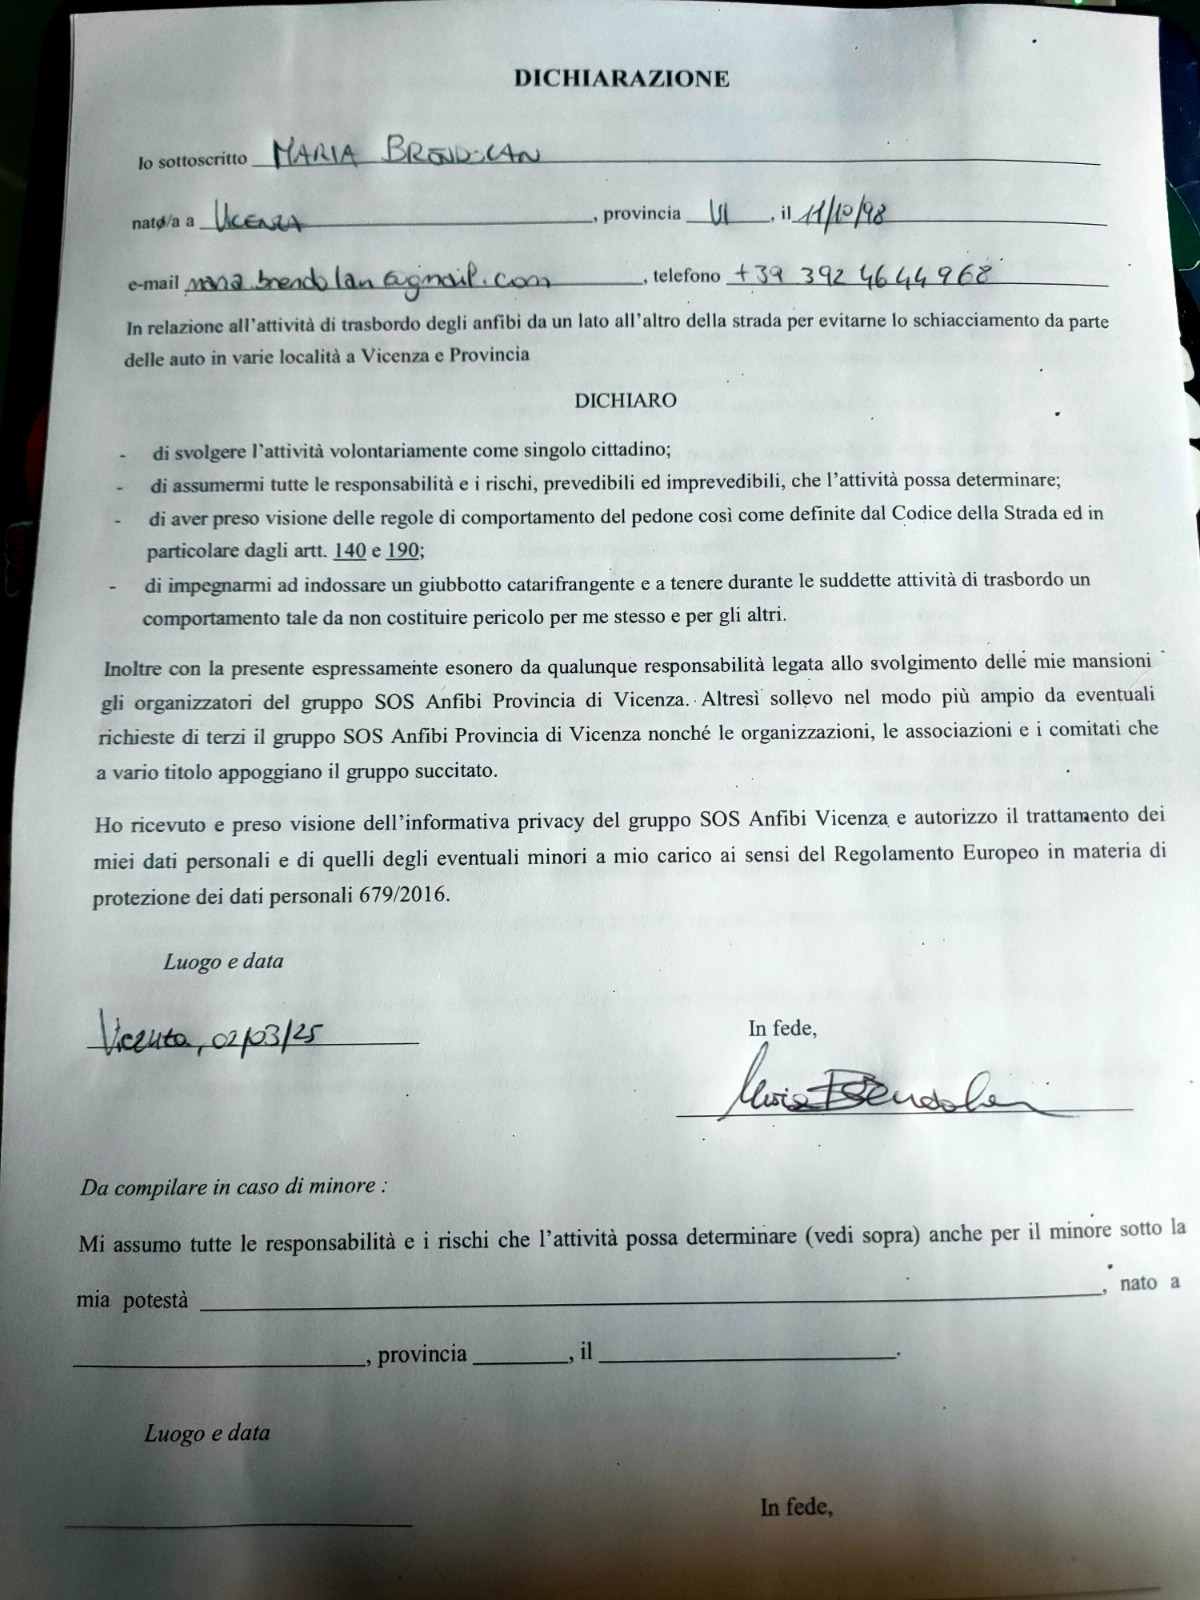 DICHIARAZIONE
Io sottoscritto MARIA BRENDOLAN
nato/a a VICENZA, provincia VI, il 11/10/98
e-mail maria.brendolan@gmail.com, telefono +39 392 4644968
In relazione all'attività di trasbordo degli anfibi da un lato all'altro della strada per evitarne lo schiacciamento da parte
delle auto in varie località a Vicenza e Provincia
DICHIARO
- di svolgere l'attività volontariamente come singolo cittadino;
- di assumermi tutte le responsabilità e i rischi, prevedibili ed imprevedibili, che l'attività possa determinare;
- di aver preso visione delle regole di comportamento del pedone così come definite dal Codice della Strada ed in
particolare dagli artt. 140 e 190;
- di impegnarmi ad indossare un giubbotto catarifrangente e a tenere durante le suddette attività di trasbordo un
comportamento tale da non costituire pericolo per me stesso e per gli altri.
Inoltre con la presente espressamente esonero da qualunque responsabilità legata allo svolgimento delle mie mansioni
gli organizzatori del gruppo SOS Anfibi Provincia di Vicenza. Altresì sollevo nel modo più ampio da eventuali
richieste di terzi il gruppo SOS Anfibi Provincia di Vicenza nonché le organizzazioni, le associazioni e i comitati che
a vario titolo appoggiano il gruppo succitato.
Ho ricevuto e preso visione dell'informativa privacy del gruppo SOS Anfibi Vicenza e autorizzo il trattamento dei
miei dati personali e di quelli degli eventuali minori a mio carico ai sensi del Regolamento Europeo in materia di
protezione dei dati personali 679/2016.
Luogo e data
Vicenza, 02/03/25
In fede,
Maria Brendolan
Da compilare in caso di minore :
Mi assumo tutte le responsabilità e i rischi che l'attività possa determinare (vedi sopra) anche per il minore sotto la
mia potestà , nato a
, provincia , il .
Luogo e data
In fede,